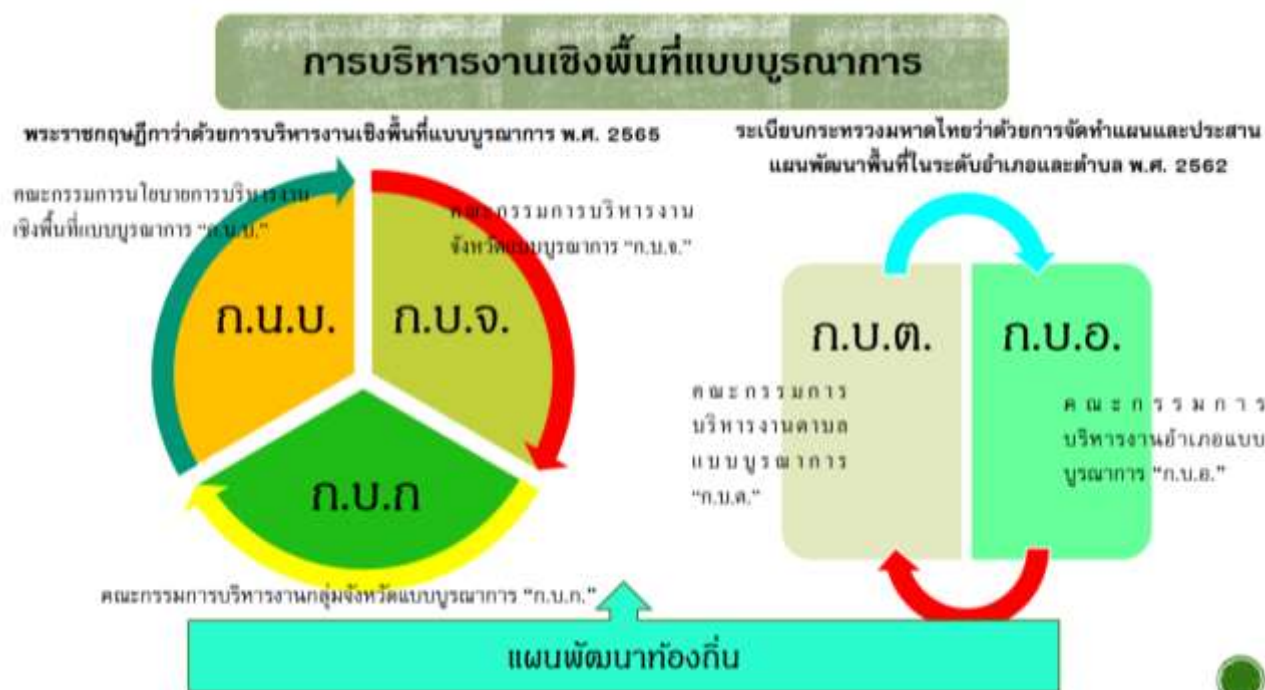 การบริหารงานเชิงพื้นที่แบบบูรณาการ
พระราชกฤษฎีกาว่าด้วยการบริหารงานเชิงพื้นที่แบบบูรณาการ พ.ศ. 2565
คณะกรรมการนโยบายการบริหารงาน
เชิงพื้นที่แบบบูรณาการ “ก.น.บ.”
คณะกรรมการบริหารงาน
จังหวัดแบบบูรณาการ “ก.บ.จ.”
ก.น.บ.
ก.บ.จ.
ก.บ.ก
คณะกรรมการบริหารงานกลุ่มจังหวัดแบบบูรณาการ “ก.บ.ก.”
ระเบียบกระทรวงมหาดไทยว่าด้วยการจัดทำแผนและประสาน
แผนพัฒนาพื้นที่ในระดับอำเภอและตำบล พ.ศ. 2562
ก.บ.ต.
คณะกรรมการ
บริหารงานตำบล
แบบบูรณาการ
“ก.บ.ต.”
ก.บ.อ.
คณะกรรมการ
บริหารงานอำเภอแบบ
บูรณาการ “ก.บ.อ.”
แผนพัฒนาท้องถิ่น